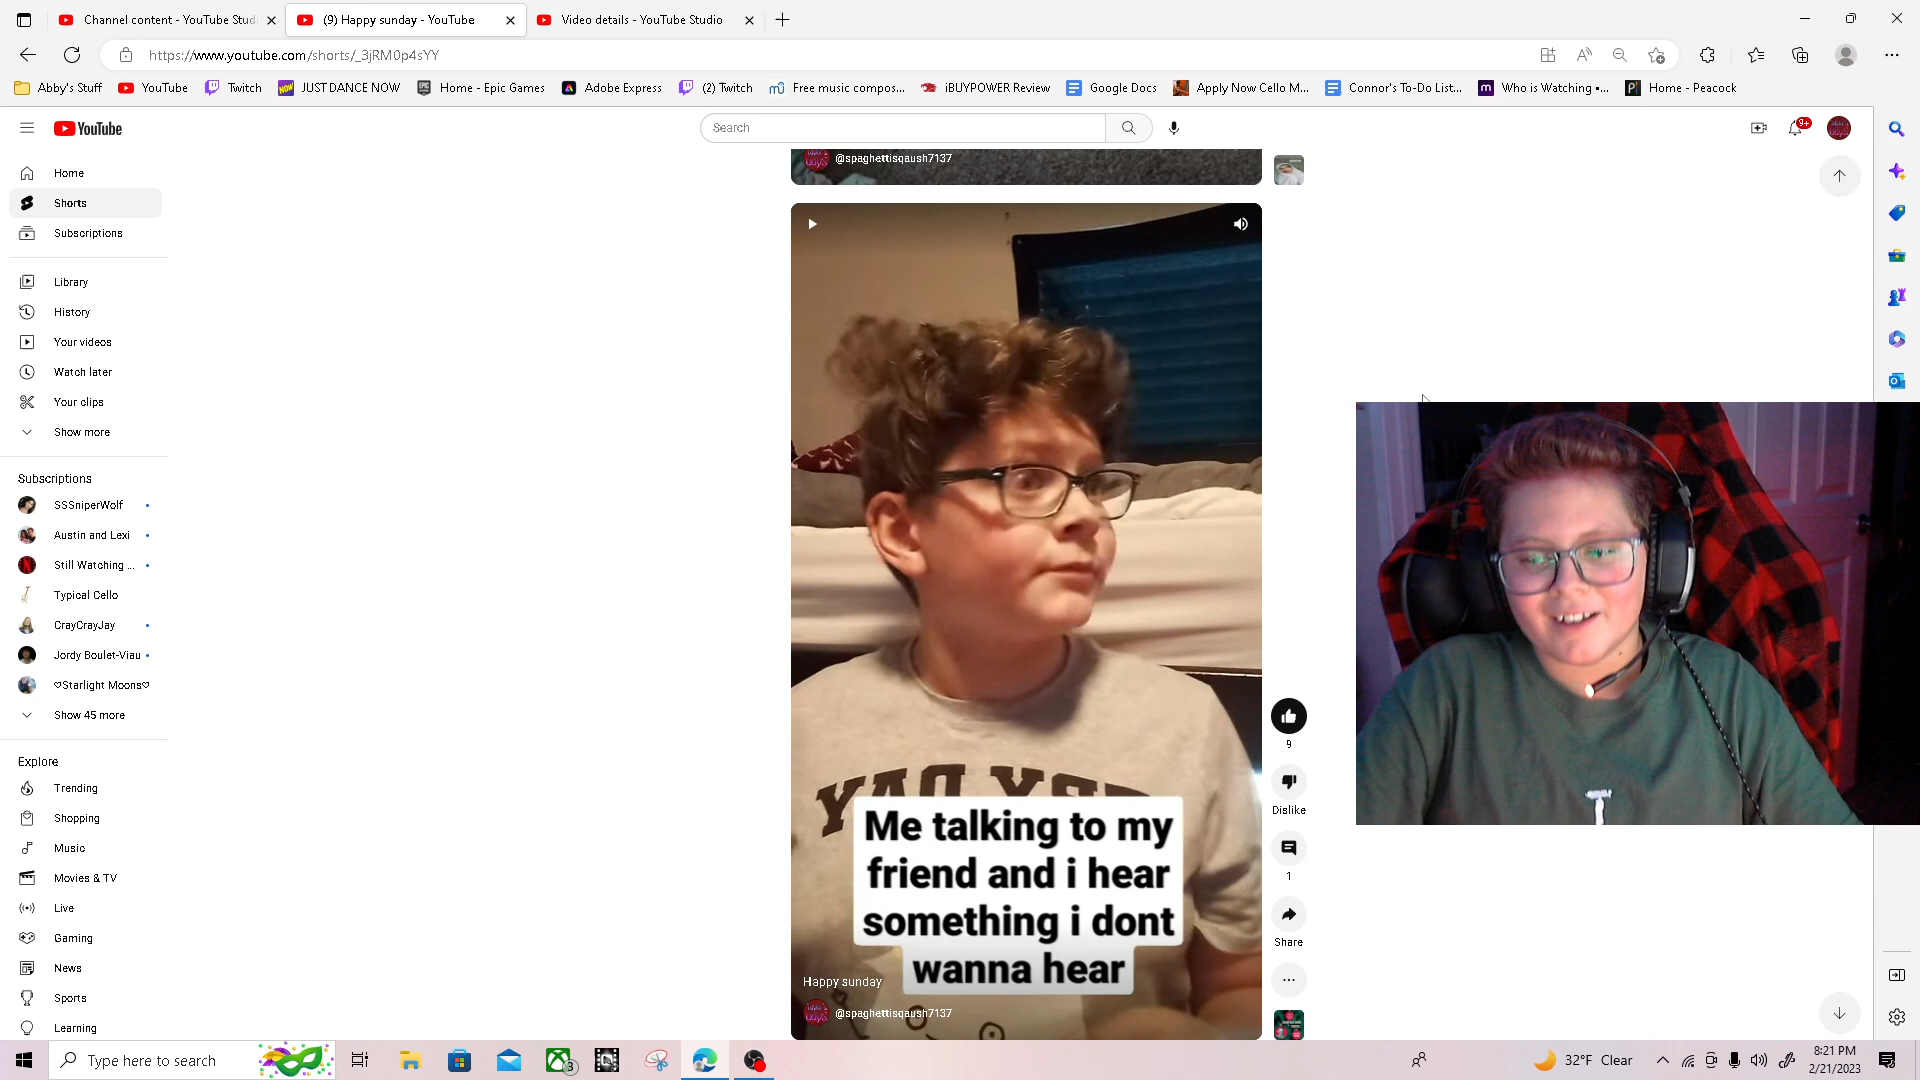 Channel content - YouTube Studi
(9) Happy sunday - YouTube
Video details - YouTube Studio
https://www.youtube.com/shorts/_3jRM0p4sYY
Abby's Stuff
YouTube
Twitch
NOW
JUST DANCE NOW
EPIC
Home - Epic Games
Adobe Express
(2) Twitch
Free music compos...
iBUYPOWER Review
Google Docs
Apply Now Cello M...
Connor's To-Do List...
Who is Watching •...
Home - Peacock
YouTube
Search
9+
@spaghettisqaush7137
Home
Shorts
Subscriptions
Library
History
Your videos
Watch later
Your clips
Show more
Subscriptions
SSSniperWolf
Austin and Lexi
Still Watching ...
Typical Cello
CrayCrayJay
Jordy Boulet-Viau
♡Starlight Moons♡
Show 45 more
Explore
Trending
Shopping
Music
Movies & TV
Live
Gaming
News
Sports
Learning
Me talking to my
friend and i hear
something i dont
wanna hear
Happy sunday
@spaghettisqaush7137
9
Dislike
1
Share
Type here to search
3
32°F Clear
8:21 PM
2/21/2023